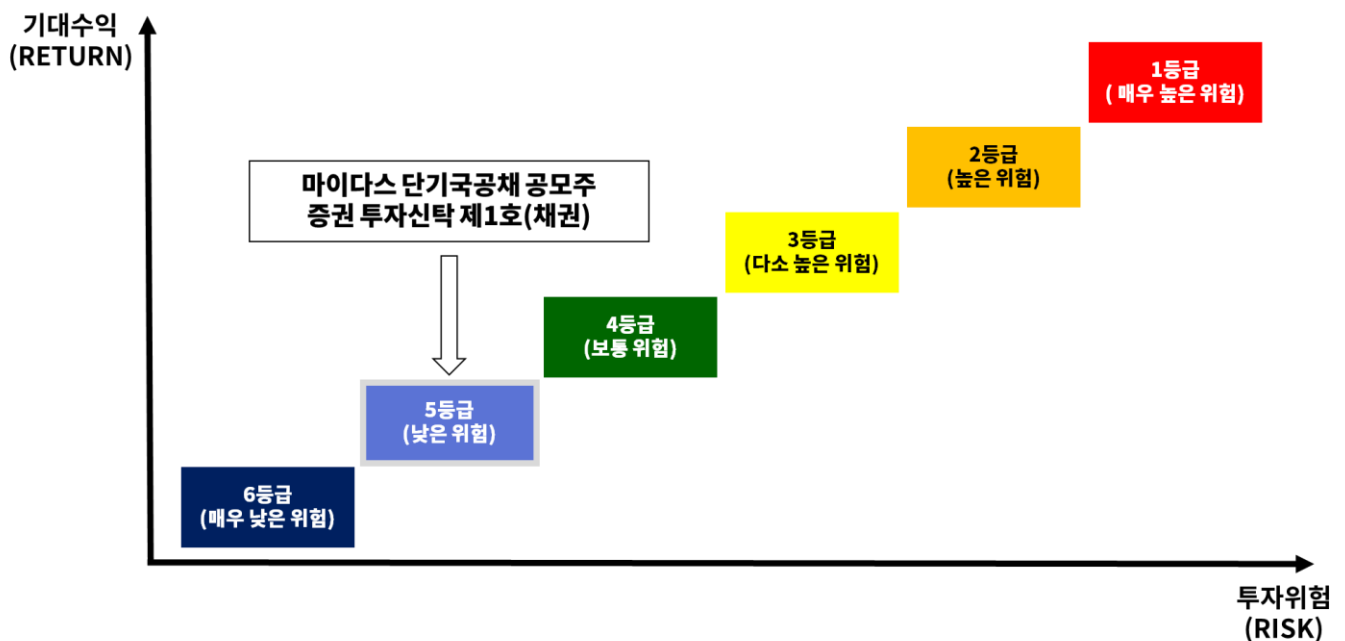 기대수익
(RETURN)
1등급
( 매우 높은 위험)
2등급
(높은 위험)
마이다스 단기국공채 공모주
증권 투자신탁 제1호(채권)
3등급
(다소 높은 위험)
4등급
(보통 위험)
5등급
(낮은 위험)
6등급
(매우 낮은 위험)
투자위험
(RISK)